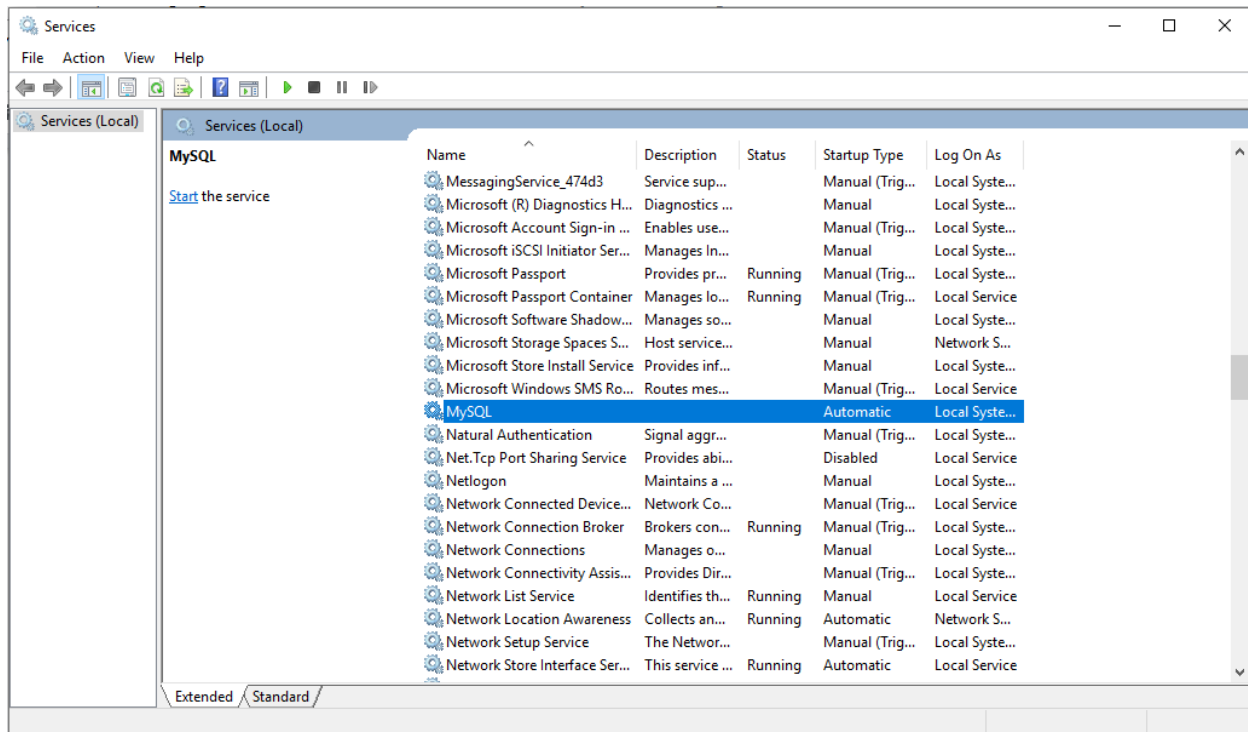 Services
File Action View Help
Services (Local)
Services (Local)
MySQL
Start the service
Name Description Status Startup Type Log On As
MessagingService_474d3 Service sup... Manual (Trig... Local Syste...
Microsoft (R) Diagnostics H... Diagnostics ... Manual Local Syste...
Microsoft Account Sign-in ... Enables use... Manual (Trig... Local Syste...
Microsoft iSCSI Initiator Ser... Manages In... Manual Local Syste...
Microsoft Passport Provides pr... Running Manual (Trig... Local Syste...
Microsoft Passport Container Manages lo... Running Manual (Trig... Local Service
Microsoft Software Shadow... Manages so... Manual Local Syste...
Microsoft Storage Spaces S... Host service... Manual Network S...
Microsoft Store Install Service Provides inf... Manual Local Syste...
Microsoft Windows SMS Ro... Routes mes... Manual (Trig... Local Service
MySQL Automatic Local Syste...
Natural Authentication Signal aggr... Manual (Trig... Local Syste...
Net.Tcp Port Sharing Service Provides abi... Disabled Local Service
Netlogon Maintains a ... Manual Local Syste...
Network Connected Device... Network Co... Manual (Trig... Local Service
Network Connection Broker Brokers con... Running Manual (Trig... Local Syste...
Network Connections Manages o... Manual Local Syste...
Network Connectivity Assis... Provides Dir... Manual (Trig... Local Syste...
Network List Service Identifies th... Running Manual Local Service
Network Location Awareness Collects an... Running Automatic Network S...
Network Setup Service The Networ... Manual (Trig... Local Syste...
Network Store Interface Ser... This service ... Running Automatic Local Service
Extended Standard